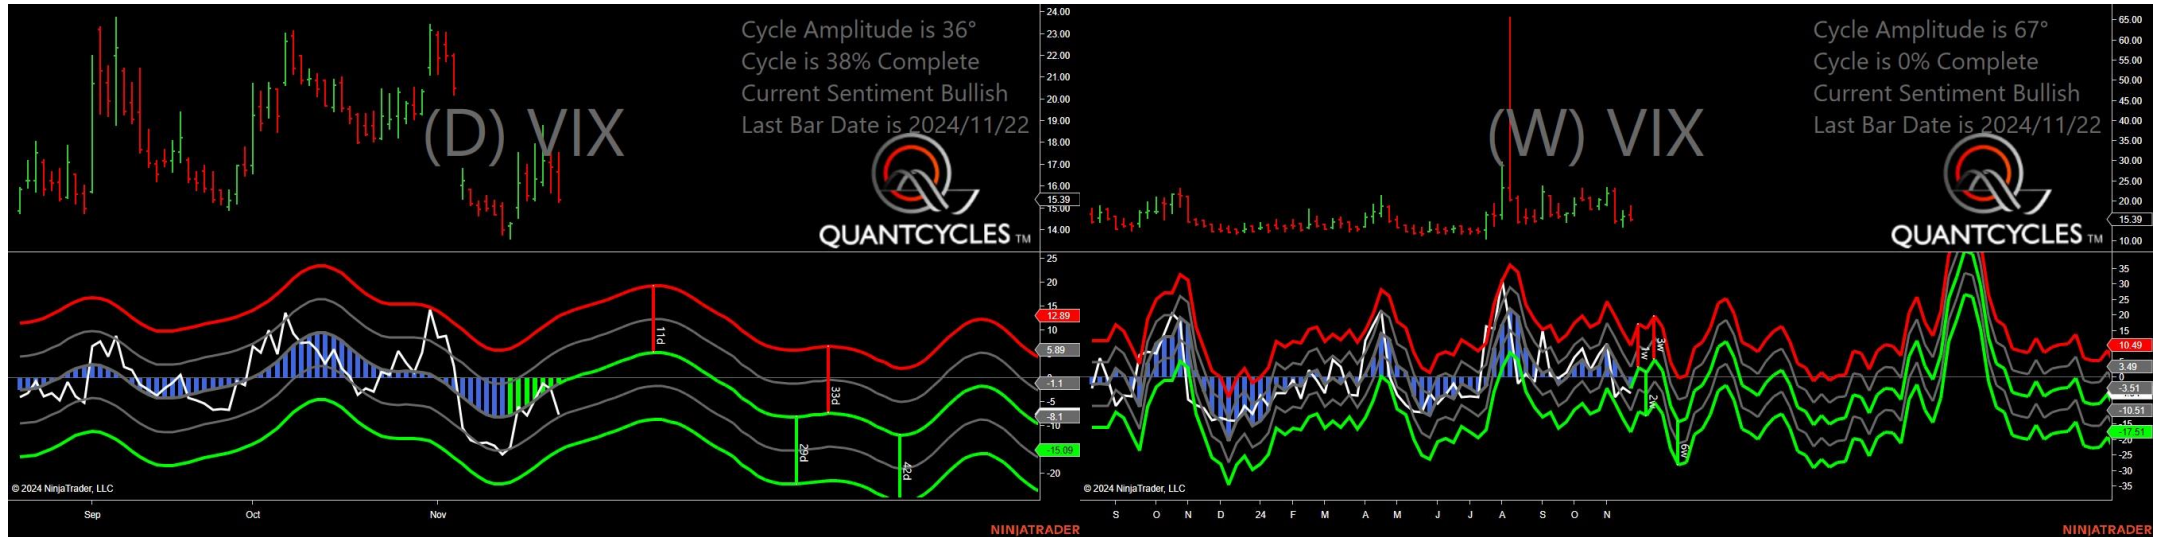 Cycle Amplitude is 36°
Cycle is 38% Complete
Current Sentiment Bullish
Last Bar Date is 2024/11/22
(D) VIX
QUANTCYCLES TM
24.00
23.00
22.00
21.00
20.00
19.00
18.00
17.00
16.00
15.39
15.00
14.00
25
20
15
12.89
10
5.89
0
-1.1
-5
-8.1
-10
-15.09
-20
11d
29d
33d
42d
© 2024 NinjaTrader, LLC
Sep
Oct
Nov
NINJATRADER
Cycle Amplitude is 67°
Cycle is 0% Complete
Current Sentiment Bullish
Last Bar Date is 2024/11/22
(W) VIX
QUANTCYCLES TM
65.00
60.00
55.00
50.00
45.00
40.00
35.00
30.00
25.00
20.00
15.39
10.00
35
30
25
20
15
10.49
3.49
0
-3.51
-10.51
-15
-17.51
-20
-25
-30
-35
1w
3w
2w
6w
© 2024 NinjaTrader, LLC
S
O
N
D
24
F
M
A
M
J
J
A
S
O
N
NINJATRADER